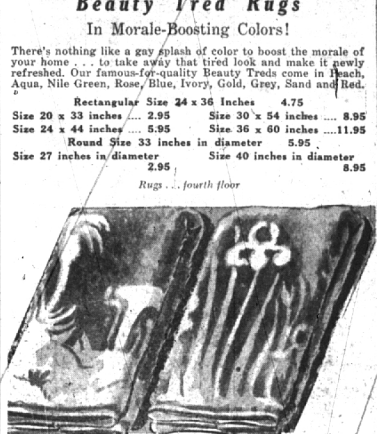 Beauty Tred Rugs
In Morale-Boosting Colors!
There's nothing like a gay splash of color to boost the morale of
your home . . . to take away that tired look and make it newly
refreshed. Our famous-for-quality Beauty Treds come in Peach,
Aqua, Nile Green, Rose, Blue, Ivory, Gold, Grey, Sand and Red.
Rectangular Size 24 x 36 Inches 4.75
Size 20 x 33 inches .... 2.95 Size 30 x 54 inches .... 8.95
Size 24 x 44 inches .... 5.95 Size 36 x 60 inches ....11.95
Round Size 33 inches in diameter 5.95
Size 27 inches in diameter Size 40 inches in diameter
2.95 8.95
Rugs . . . fourth floor